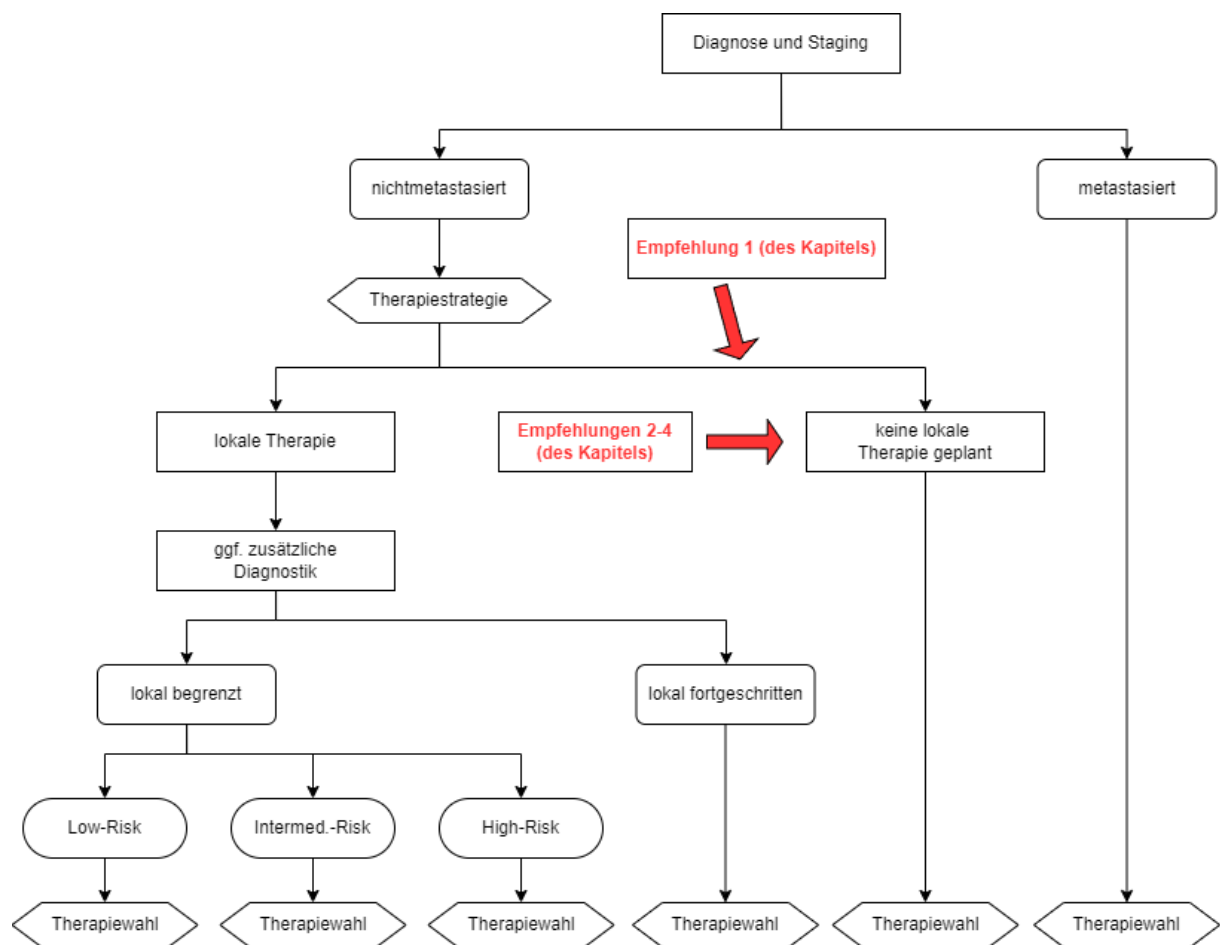 Diagnose und Staging
nichtmetastasiert
metastasiert
Empfehlung 1 (des Kapitels)
Therapiestrategie
lokale Therapie
Empfehlungen 2-4
(des Kapitels)
keine lokale
Therapie geplant
ggf. zusätzliche
Diagnostik
lokal begrenzt
lokal fortgeschritten
Low-Risk
Intermed.-Risk
High-Risk
Therapiewahl
Therapiewahl
Therapiewahl
Therapiewahl
Therapiewahl
Therapiewahl